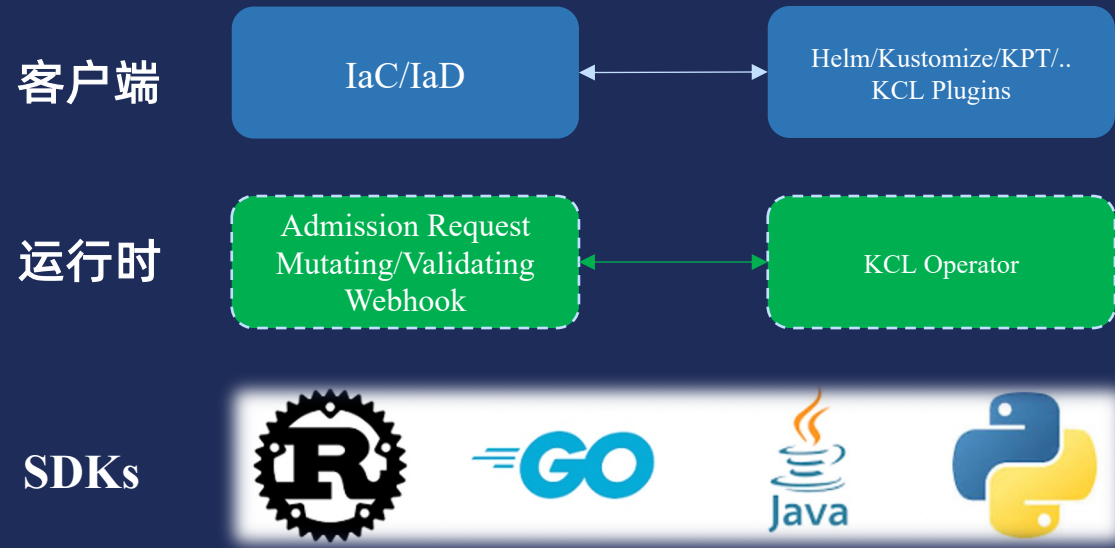 客户端
IaC/IaD
Helm/Kustomize/KPT/..
KCL Plugins
运行时
Admission Request
Mutating/Validating
Webhook
KCL Operator
SDKs
R
GO
Java